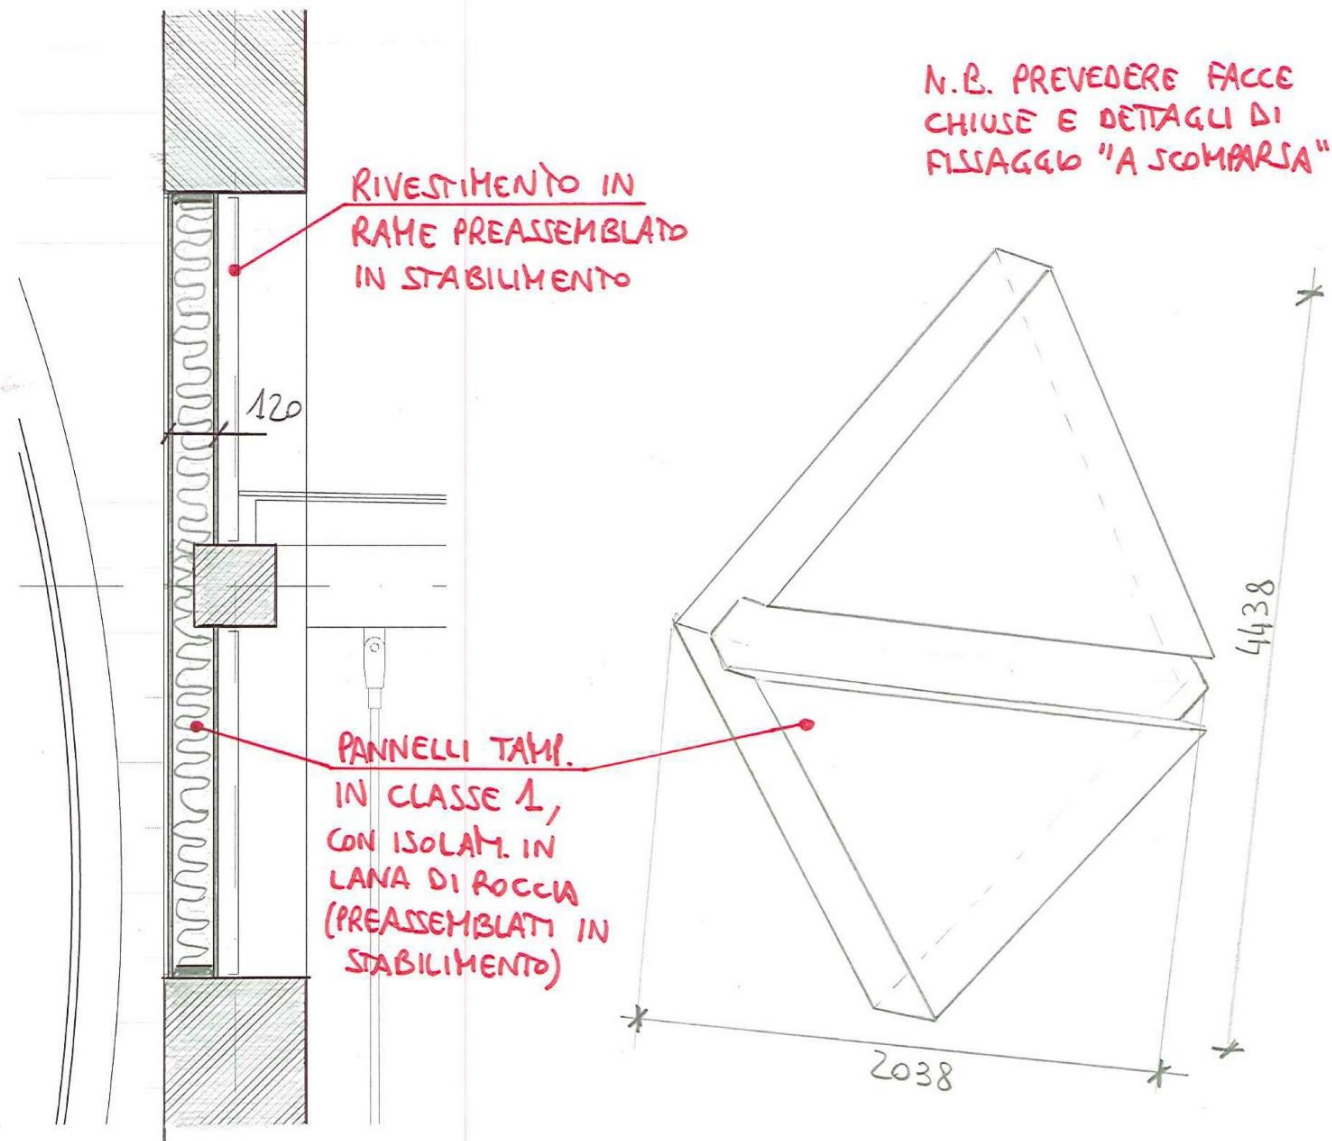 N.B. PREVEDERE FACCE
CHIUSE E DETTAGLI DI
FISSAGGIO "A SCOMPARSA"
RIVESTIMENTO IN
RAME PREASSEMBLATO
IN STABILIMENTO
120
4438
PANNELLI TAMP.
IN CLASSE 1,
CON ISOLAM. IN
LANA DI ROCCIA
(PREASSEMBLATI IN
STABILIMENTO)
2038